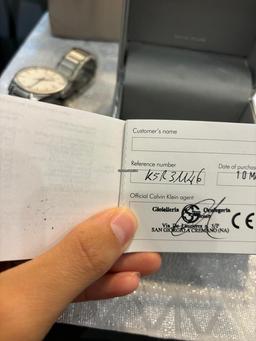 Customer's name
Reference number
Date of purchase
K5R31146
10 M
Official Calvin Klein agent
Gioielleria Orologeria
SAN GIORGIO A CREMANO (NA)
CE